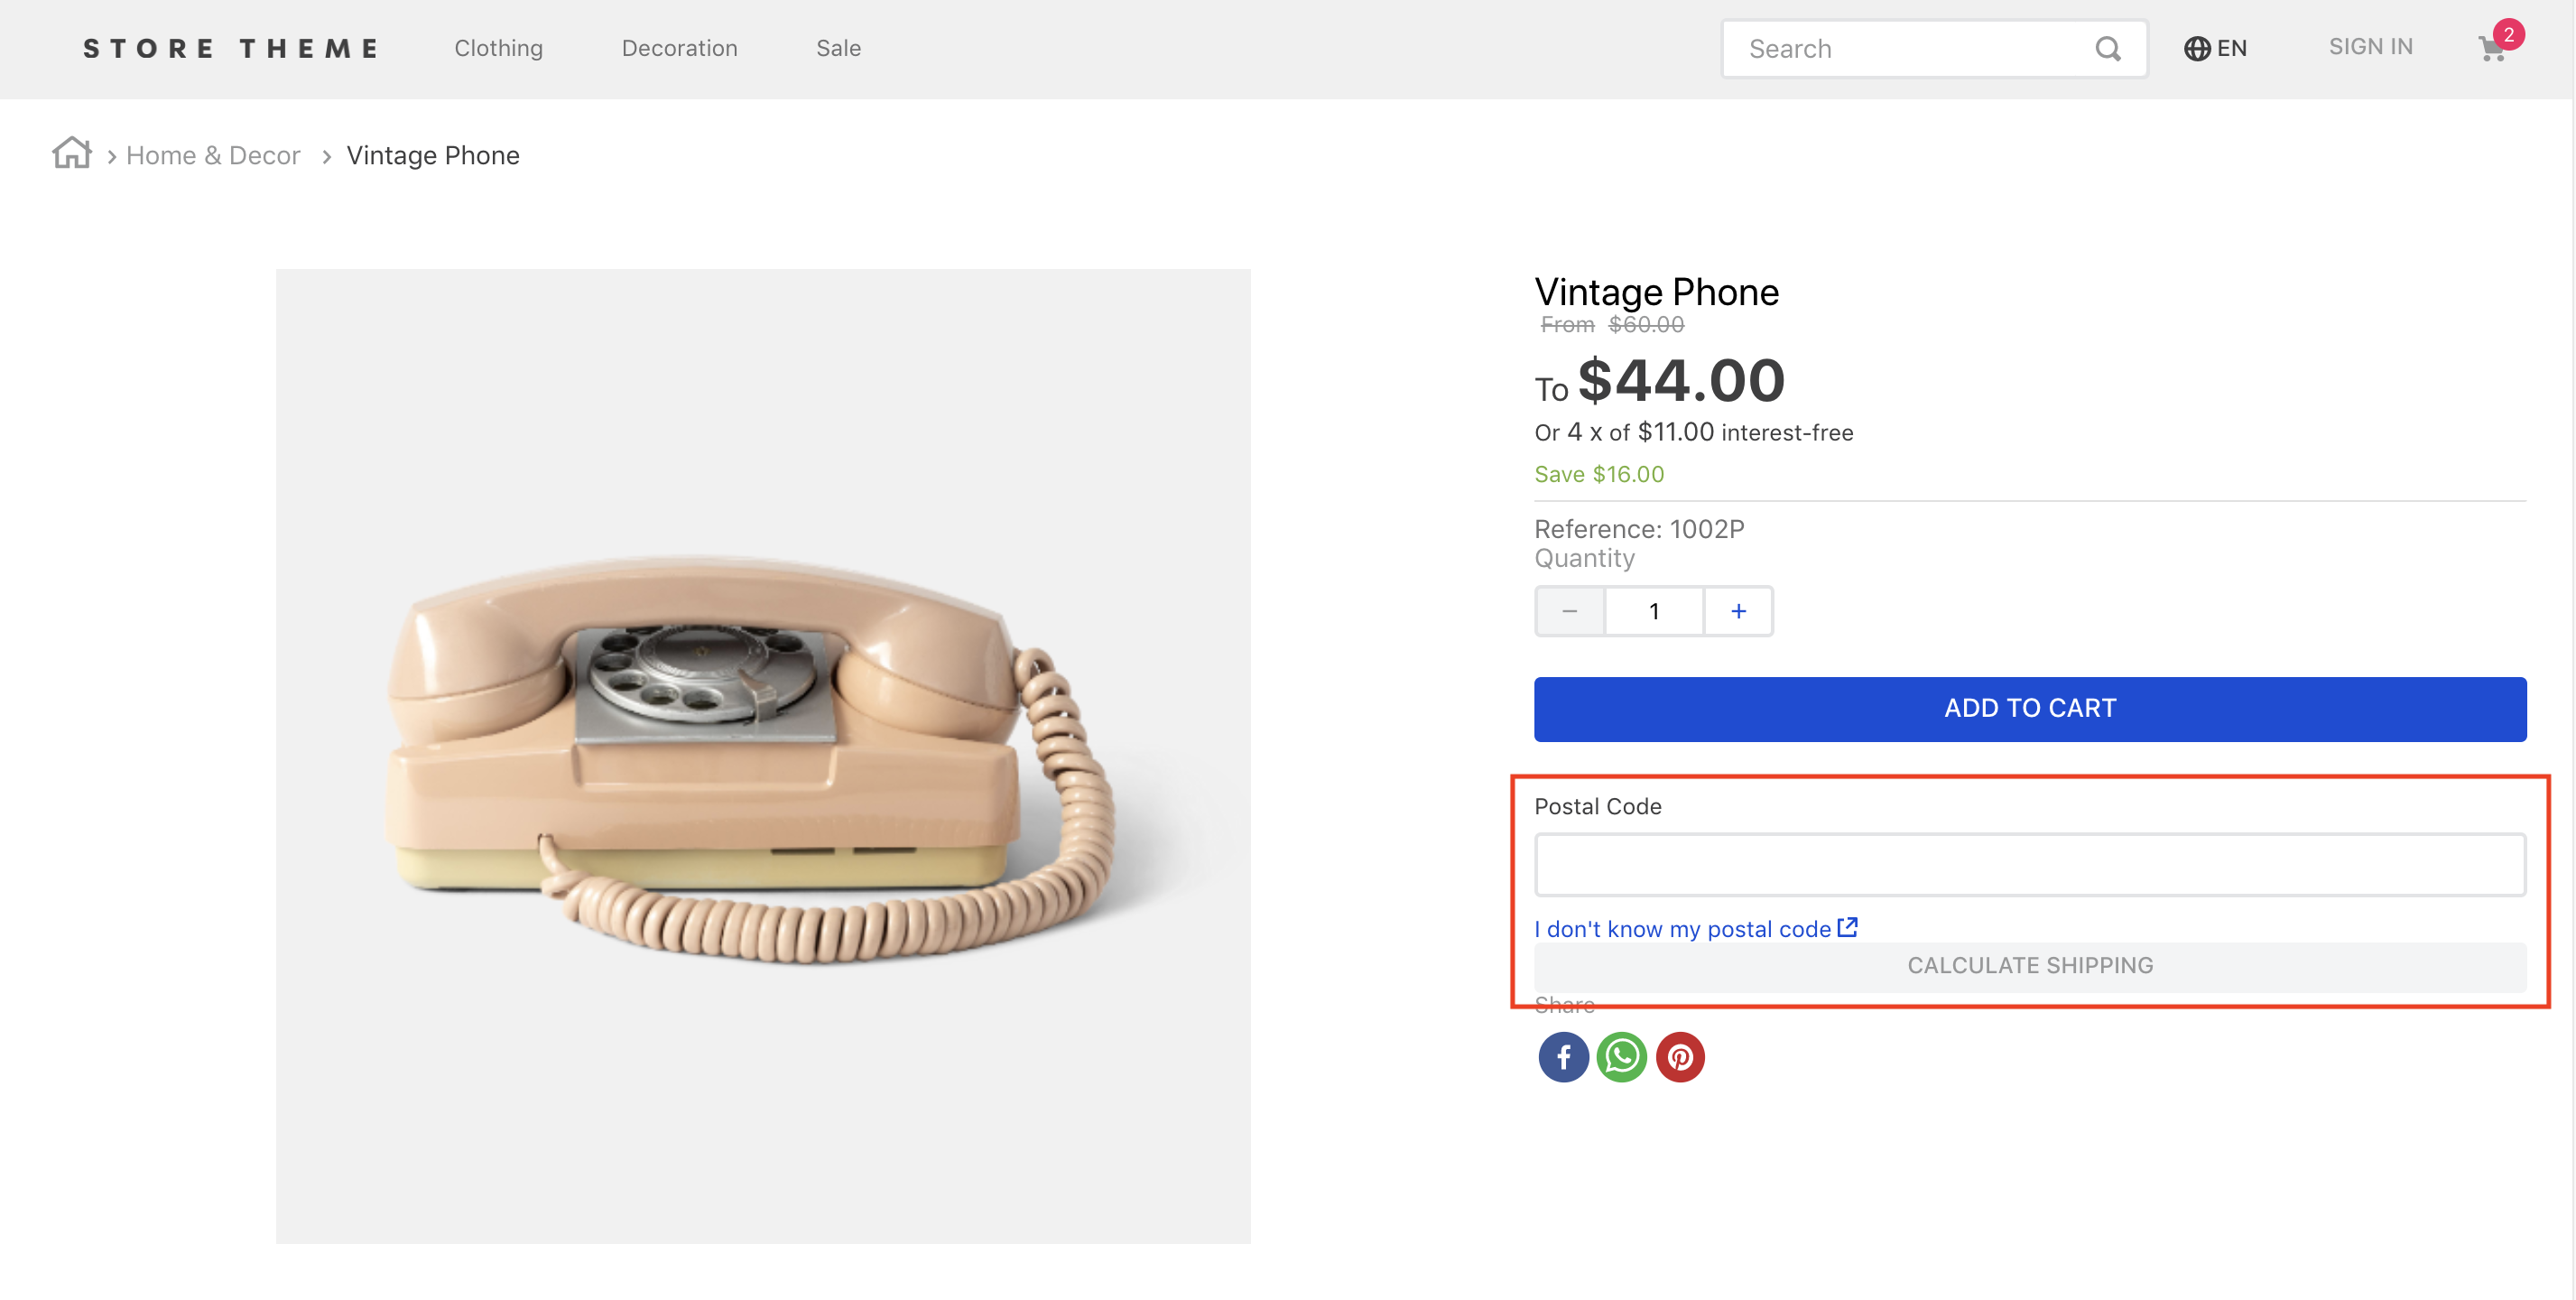 STORE THEME Clothing Decoration Sale Search EN SIGN IN 2
Home & Decor > Vintage Phone
Vintage Phone
From $60.00
To $44.00
Or 4 x of $11.00 interest-free
Save $16.00
Reference: 1002P
Quantity
− 1 +
ADD TO CART
Postal Code
I don't know my postal code
CALCULATE SHIPPING
Share